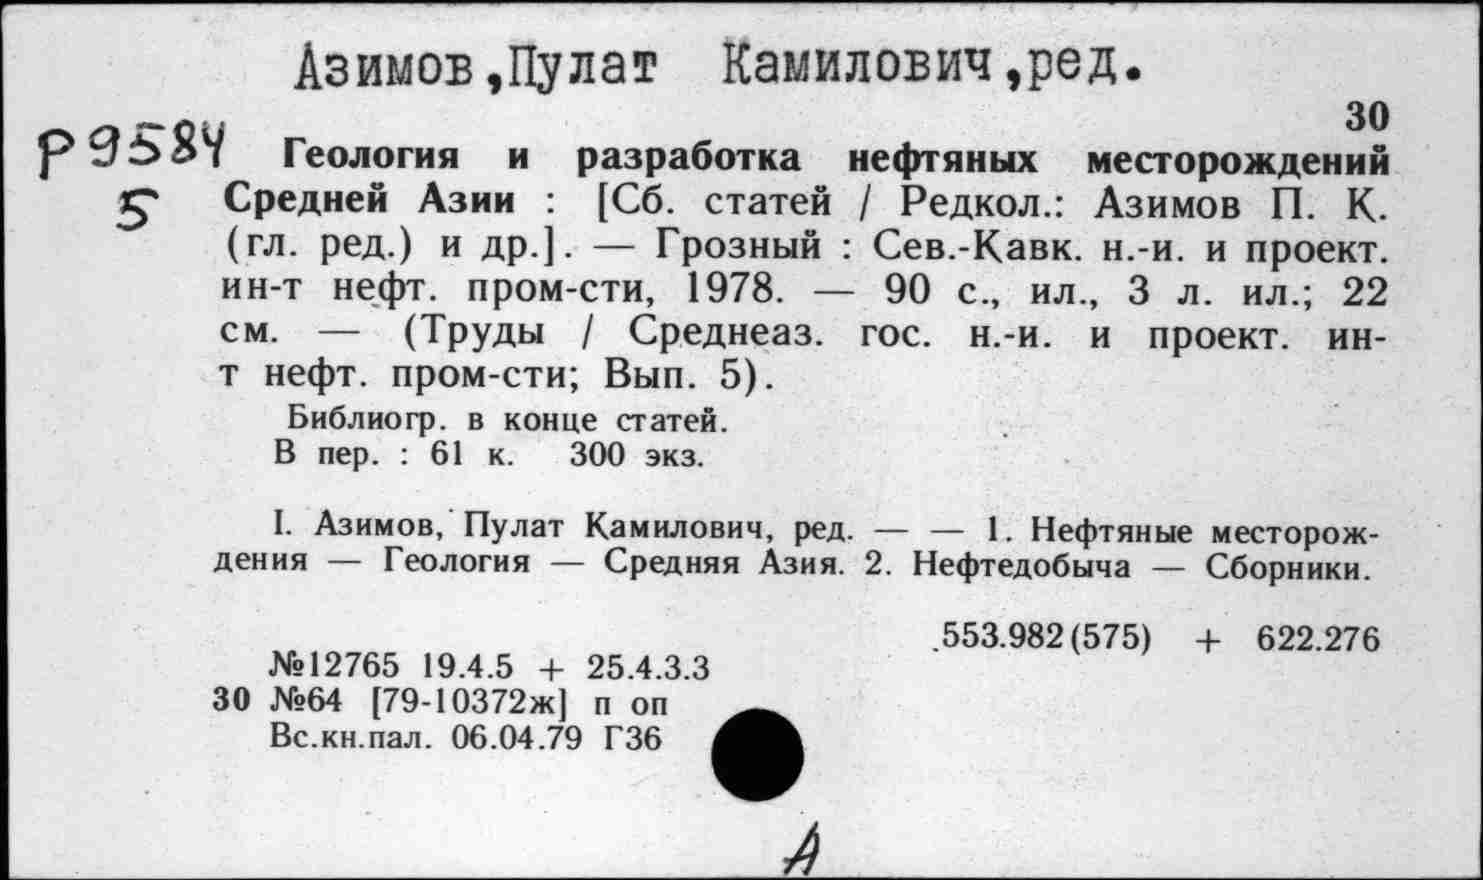 Азимов,Пулат Камилович,ред.
30
Р9584 Геология и разработка нефтяных месторождений
5 Средней Азии : [Сб. статей / Редкол.: Азимов П. К.
(гл. ред.) и др.]. — Грозный : Сев.-Кавк. н.-и. и проект.
ин-т нефт. пром-сти, 1978. — 90 с., ил., 3 л. ил.; 22
см. — (Труды / Среднеаз. гос. н.-и. и проект. ин-
т нефт. пром-сти; Вып. 5).
Библиогр. в конце статей.
В пер. : 61 к. 300 экз.
I. Азимов, Пулат Камилович, ред. — — 1. Нефтяные месторож-
дения — Геология — Средняя Азия. 2. Нефтедобыча — Сборники.
.553.982(575) + 622.276
№12765 19.4.5 + 25.4.3.3
30 №64 [79-10372ж] п оп
Вс.кн.пал. 06.04.79 Г36
А